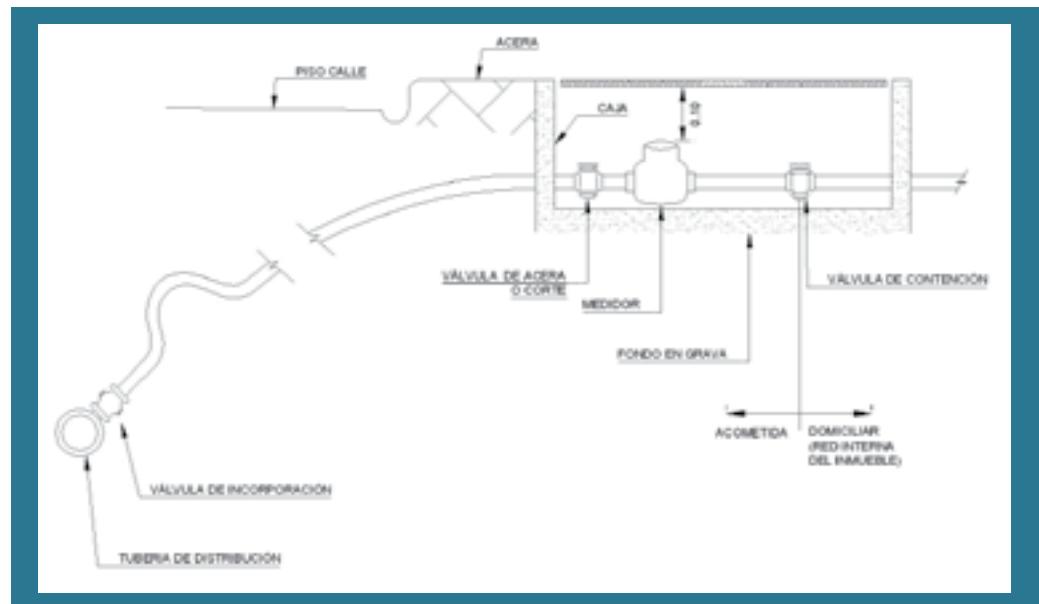 ACERA
PISO CALLE
CAJA
0.10
VÁLVULA DE ACERA
O CORTE
MEDIDOR
VÁLVULA DE CONTENCIÓN
FONDO EN GRAVA
ACOMETIDA
DOMICILIAR
(RED INTERNA
DEL INMUEBLE)
VÁLVULA DE INCORPORACIÓN
TUBERIA DE DISTRIBUCIÓN